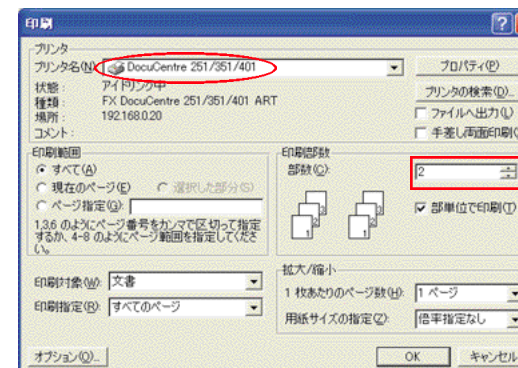 印刷
プリンタ
プリンタ名(N): DocuCentre 251/351/401 プロパティ(P)
状態: アイドリング中 プリンタの検索(D)...
種類: FX DocuCentre 251/351/401 ART
場所: 192.168.0.20 ファイルへ出力(L)
コメント: 手差し両面印刷(
印刷範囲
すべて(A)
現在のページ(E) 選択した部分(S)
ページ指定(G):
1,3,6 のようにページ番号をカンマで区切って指定
するか、4-8 のようにページ範囲を指定してくださ
い。
印刷部数
部数(C): 2
部単位で印刷(T)
印刷対象(W): 文書
印刷指定(R): すべてのページ
拡大/縮小
1 枚あたりのページ数(H): 1 ページ
用紙サイズの指定(Z): 倍率指定なし
オプション(O)... OK キャンセル